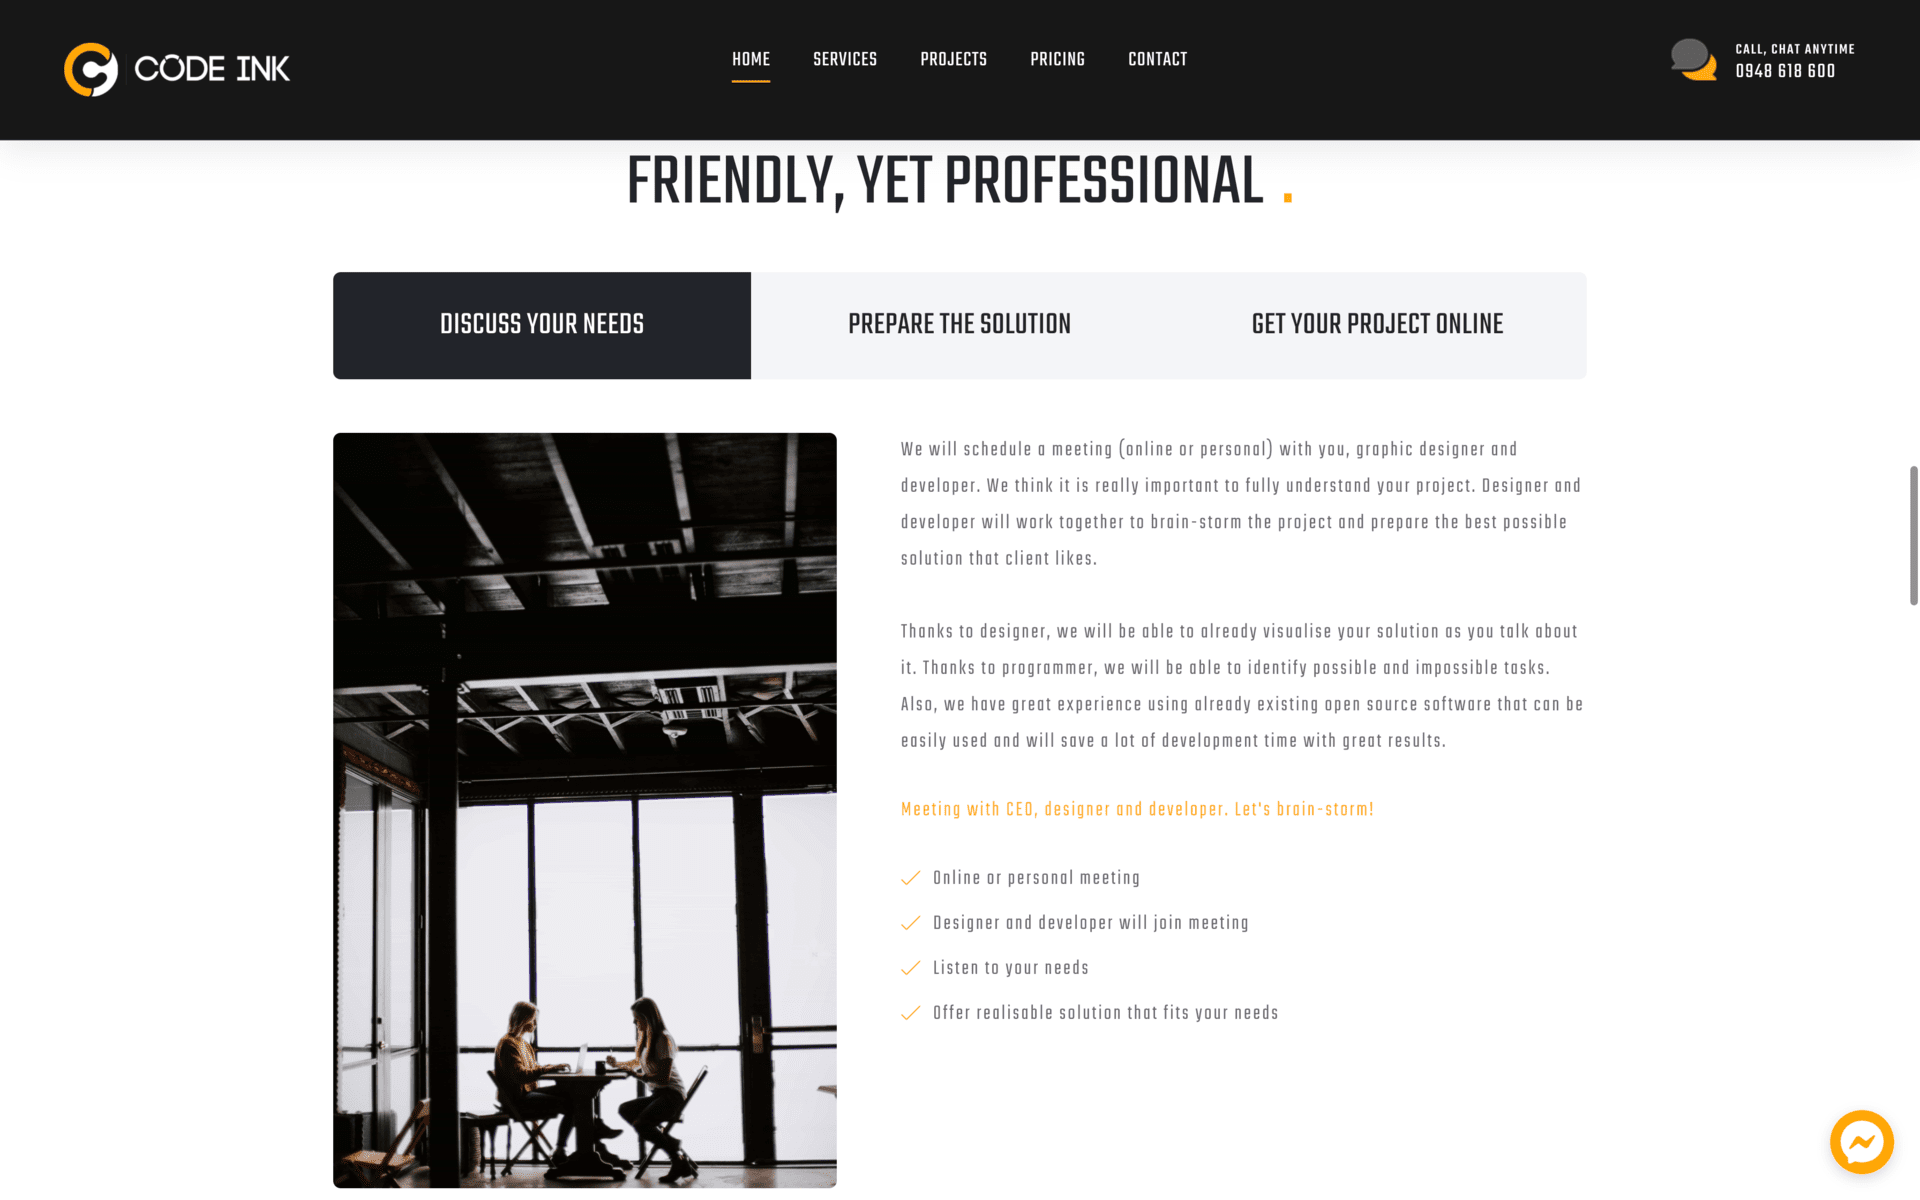 CODE INK
HOME
SERVICES
PROJECTS
PRICING
CONTACT
CALL, CHAT ANYTIME
0948 618 600
FRIENDLY, YET PROFESSIONAL .
DISCUSS YOUR NEEDS
PREPARE THE SOLUTION
GET YOUR PROJECT ONLINE
We will schedule a meeting (online or personal) with you, graphic designer and
developer. We think it is really important to fully understand your project. Designer and
developer will work together to brain-storm the project and prepare the best possible
solution that client likes.
Thanks to designer, we will be able to already visualise your solution as you talk about
it. Thanks to programmer, we will be able to identify possible and impossible tasks.
Also, we have great experience using already existing open source software that can be
easily used and will save a lot of development time with great results.
Meeting with CEO, designer and developer. Let's brain-storm!
Online or personal meeting
Designer and developer will join meeting
Listen to your needs
Offer realisable solution that fits your needs